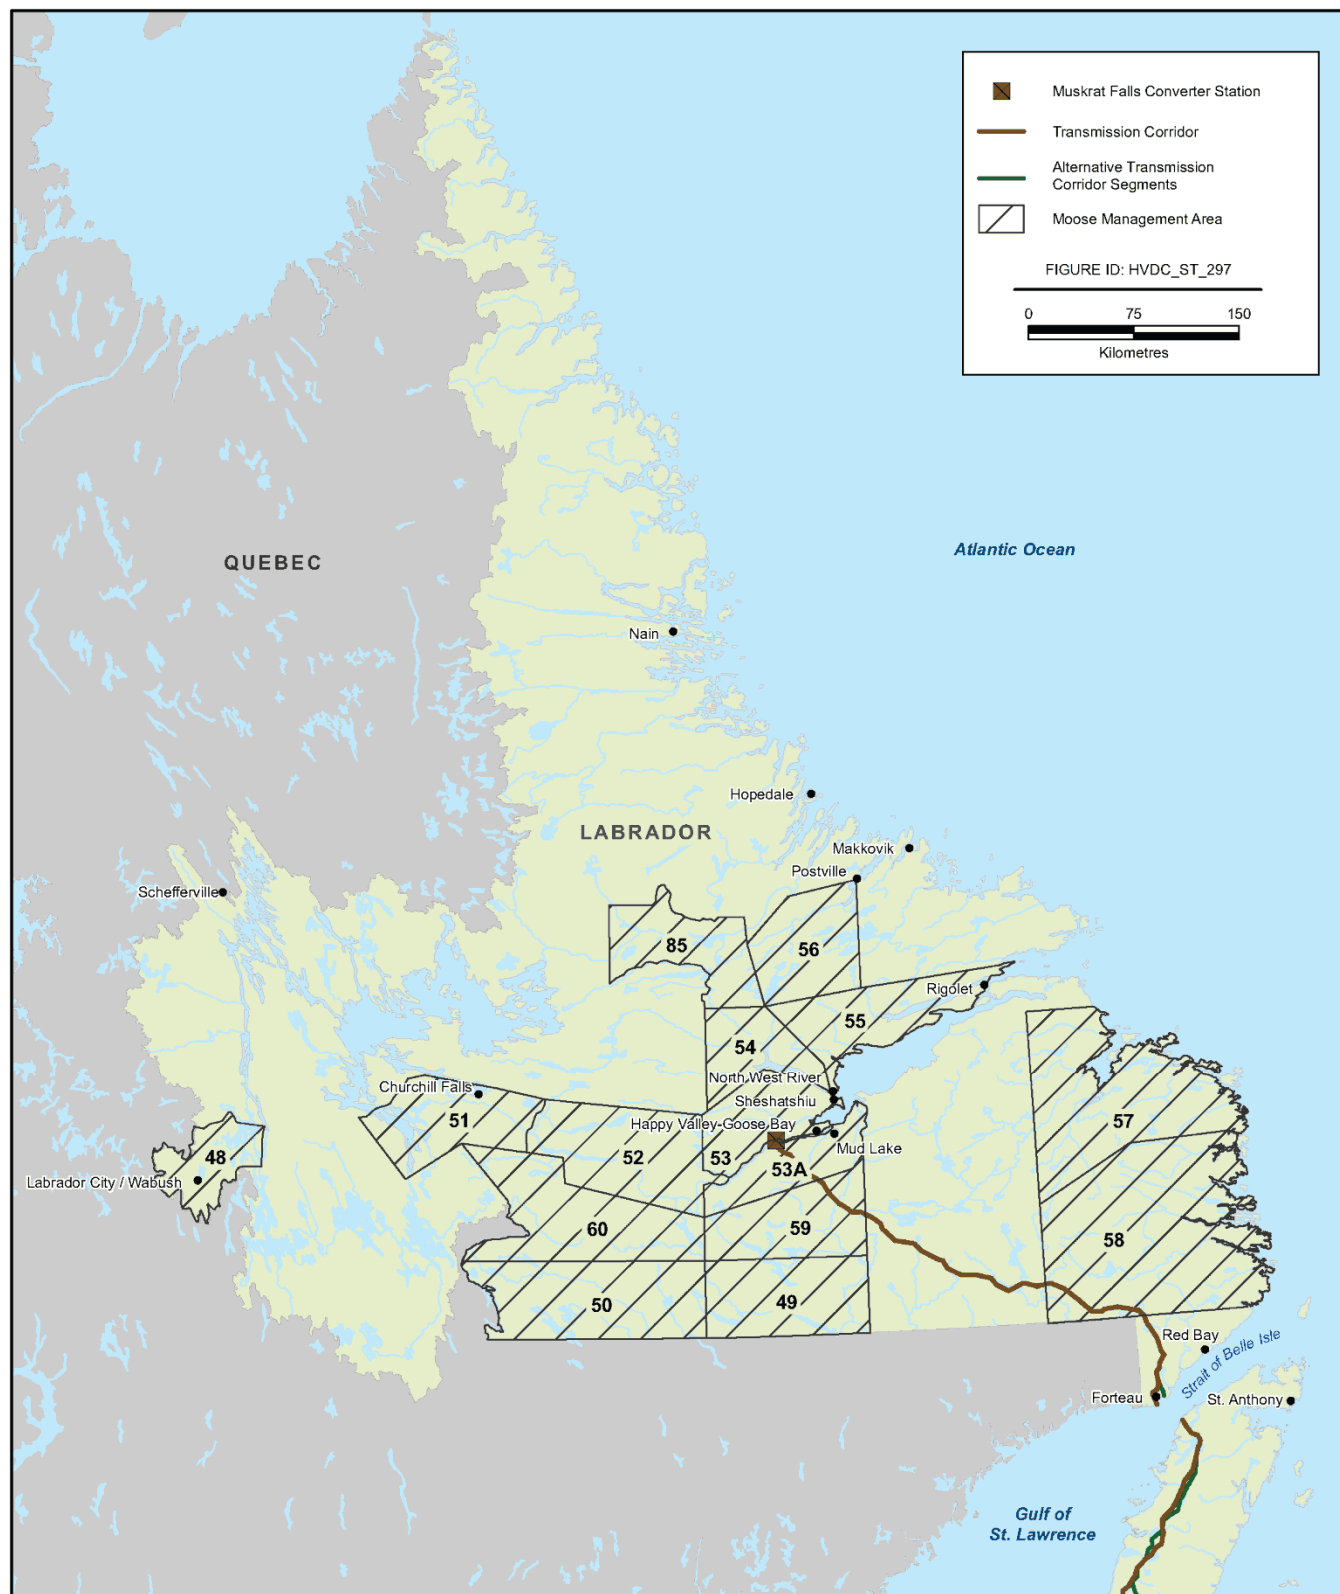 Muskrat Falls Converter Station
Transmission Corridor
Alternative Transmission
Corridor Segments
Moose Management Area
FIGURE ID: HVDC_ST_297
0 75 150
Kilometres
QUEBEC
Atlantic Ocean
Nain
Hopedale
LABRADOR
Makkovik
Postville
Schefferville
85
56
Rigolet
55
54
North West River
Churchill Falls
Sheshatshiu
51
Happy Valley-Goose Bay
57
Mud Lake
48
52
53
53A
Labrador City / Wabush
60
59
58
50
49
Red Bay
Strait of Belle Isle
Forteau
St. Anthony
Gulf of
St. Lawrence